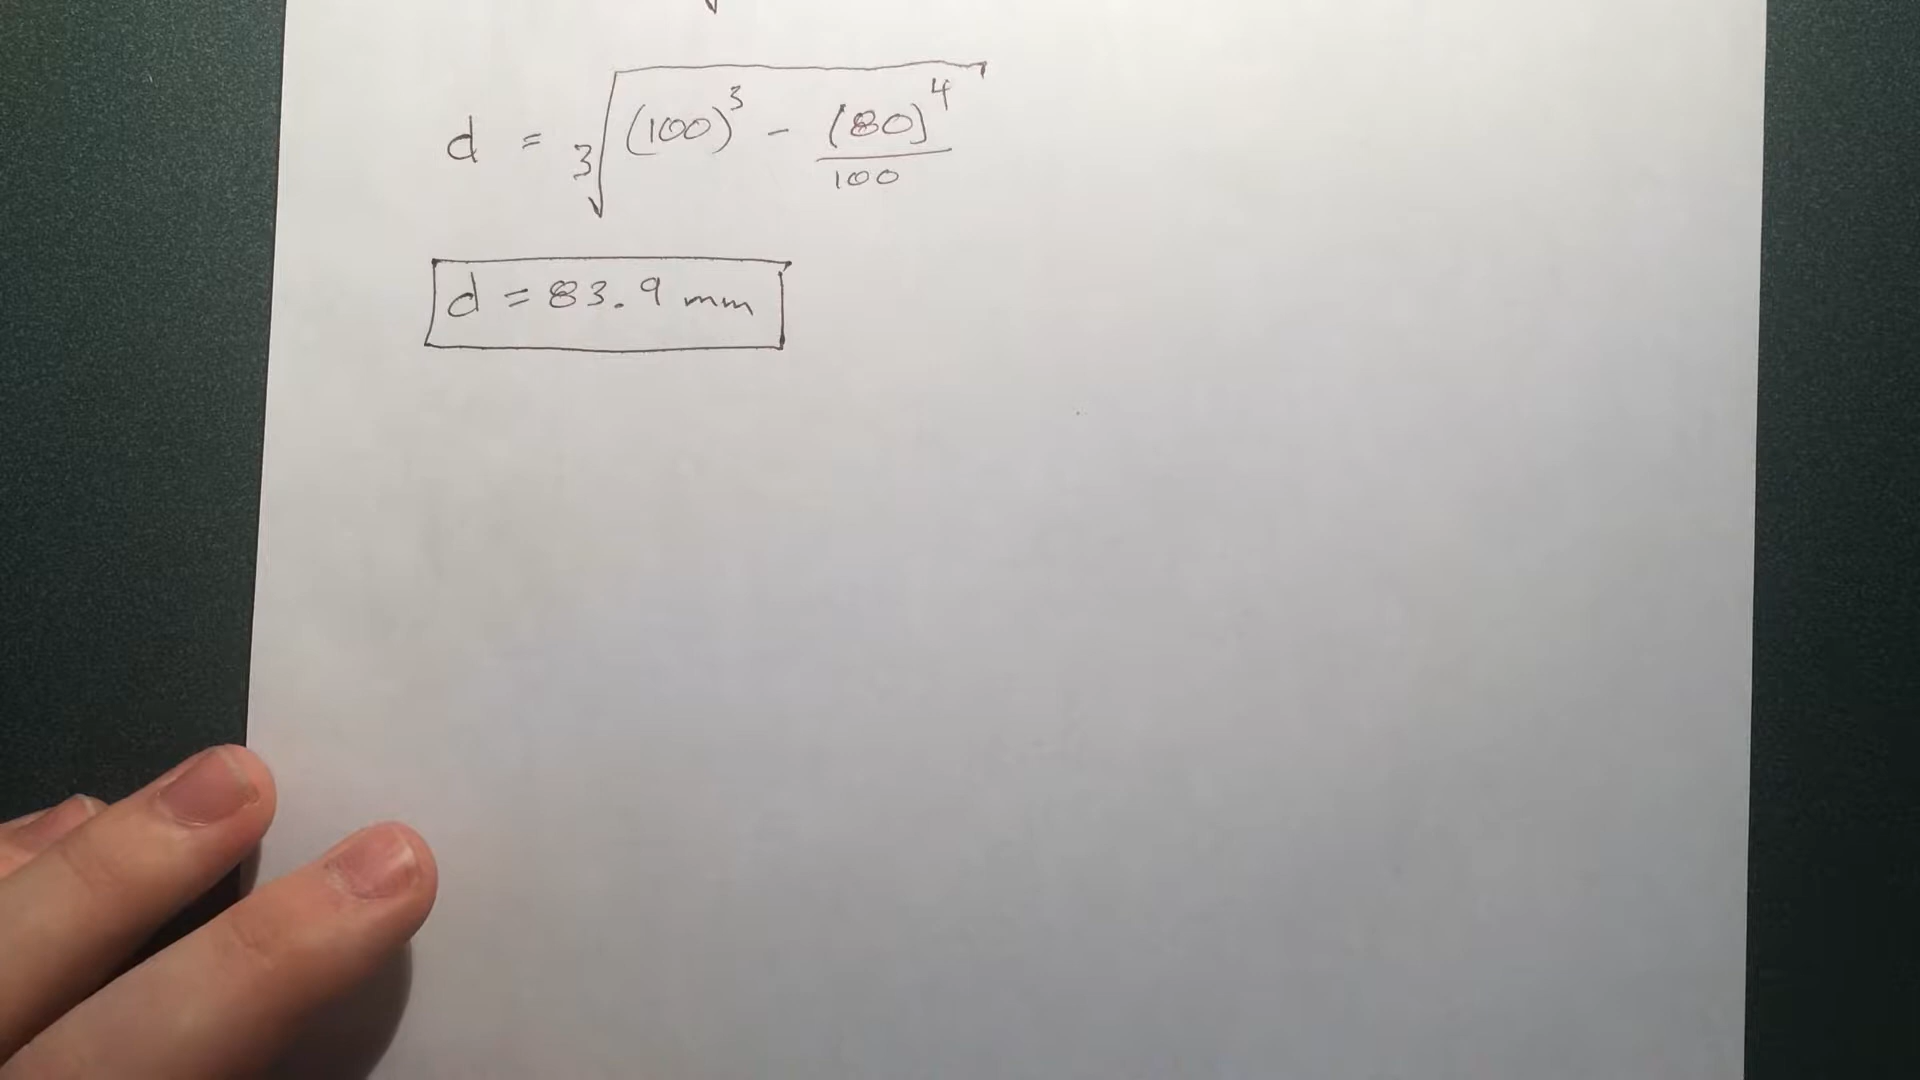 d = ∛((100)³ - (80)⁴/100)
d = 83.9 mm